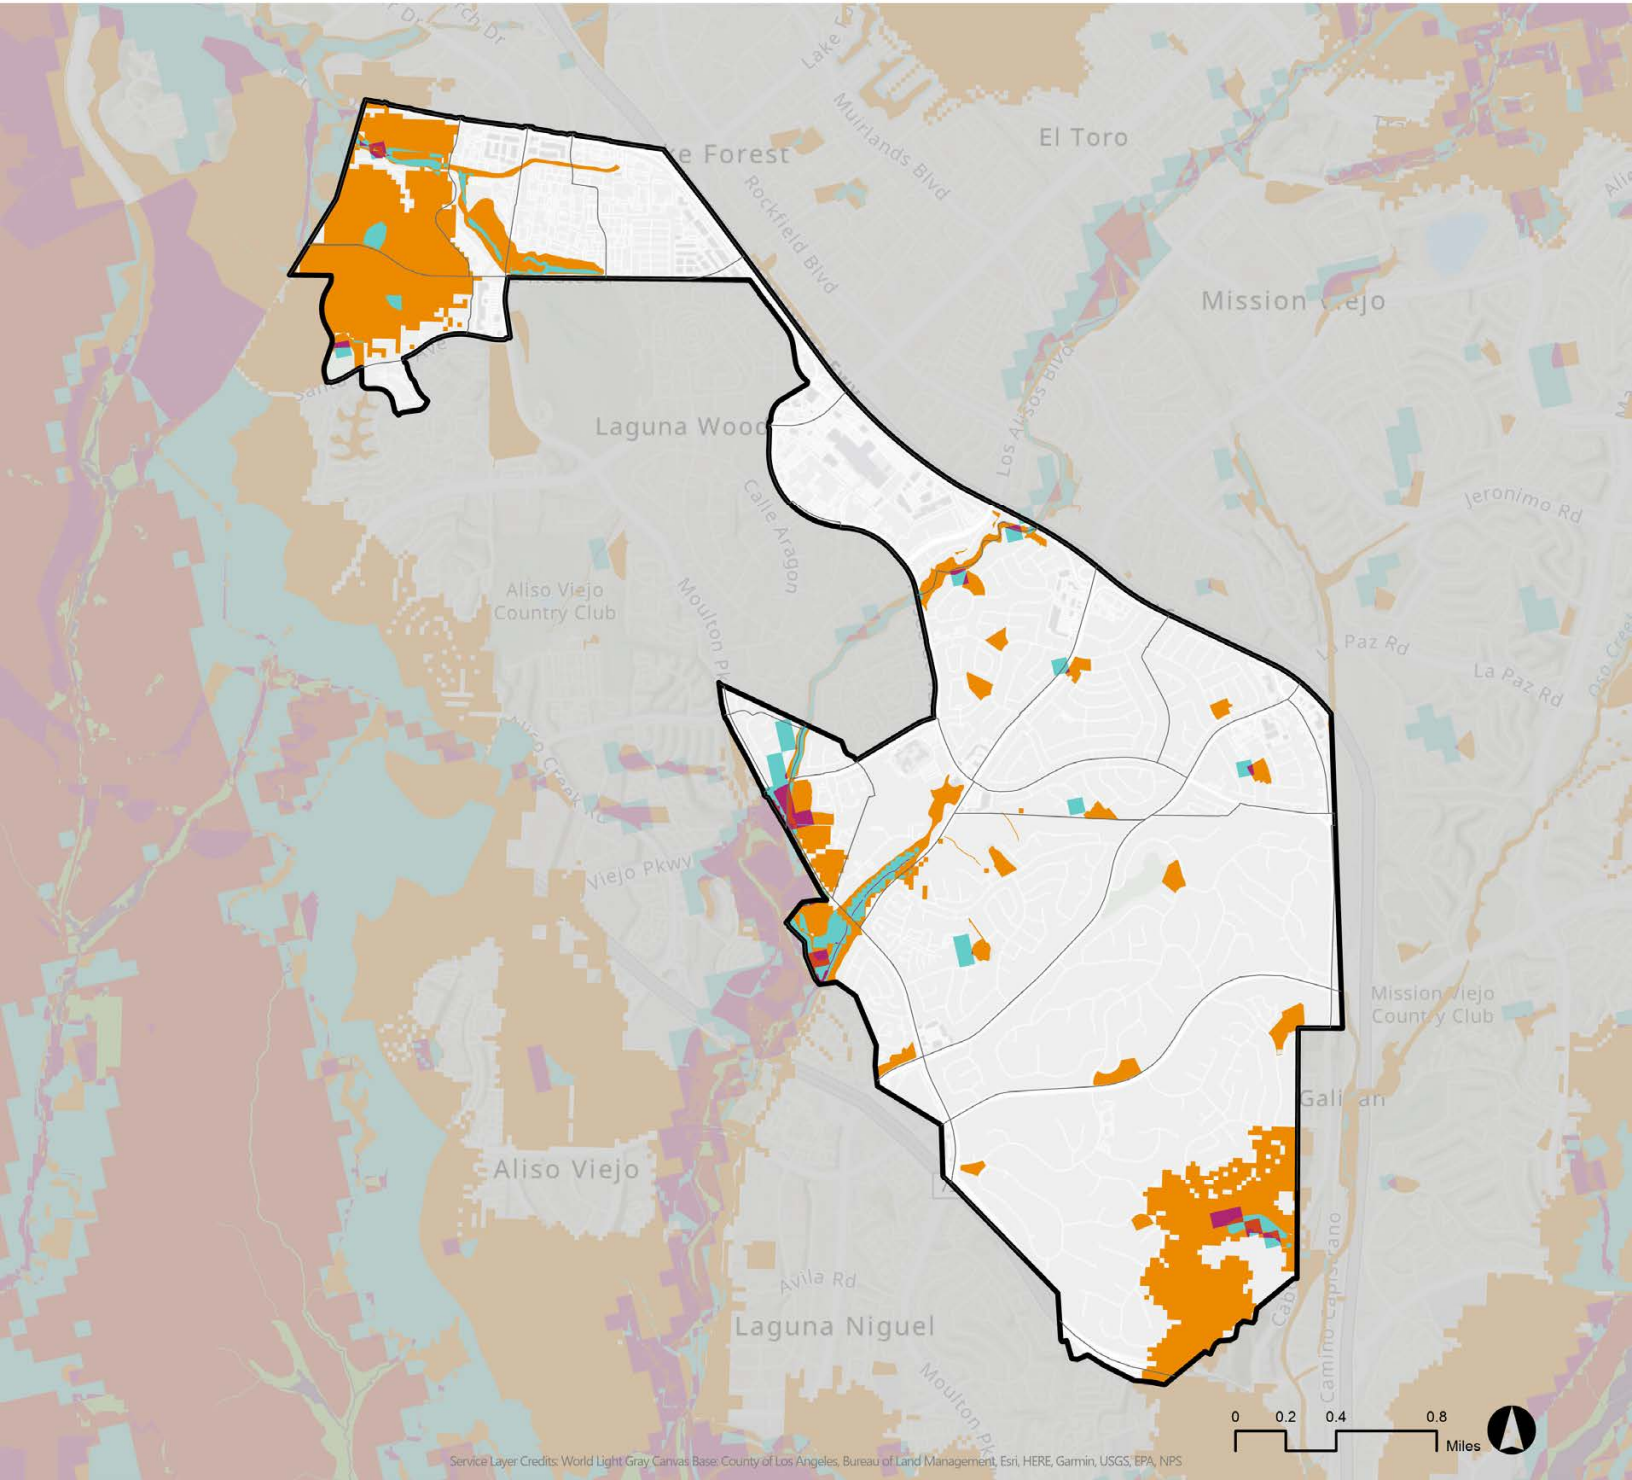 ke Forest
El Toro
Muirlands Blvd
Rockfield Blvd
Mission
ejo
Laguna Wood
Los Alisos Blvd
Jeronimo Rd
Calle Aragon
Aliso Viejo
Country Club
La Paz Rd
La Paz Rd
Viejo Pkwy
Mission Viejo
Country Club
Aliso Viejo
Avila Rd
Laguna Niguel
Camino Capistrano
0 0.2 0.4 0.8
Miles
Service Layer Credits: World Light Gray Canvas Base: County of Los Angeles, Bureau of Land Management, Esri, HERE, Garmin, USGS, EPA, NPS